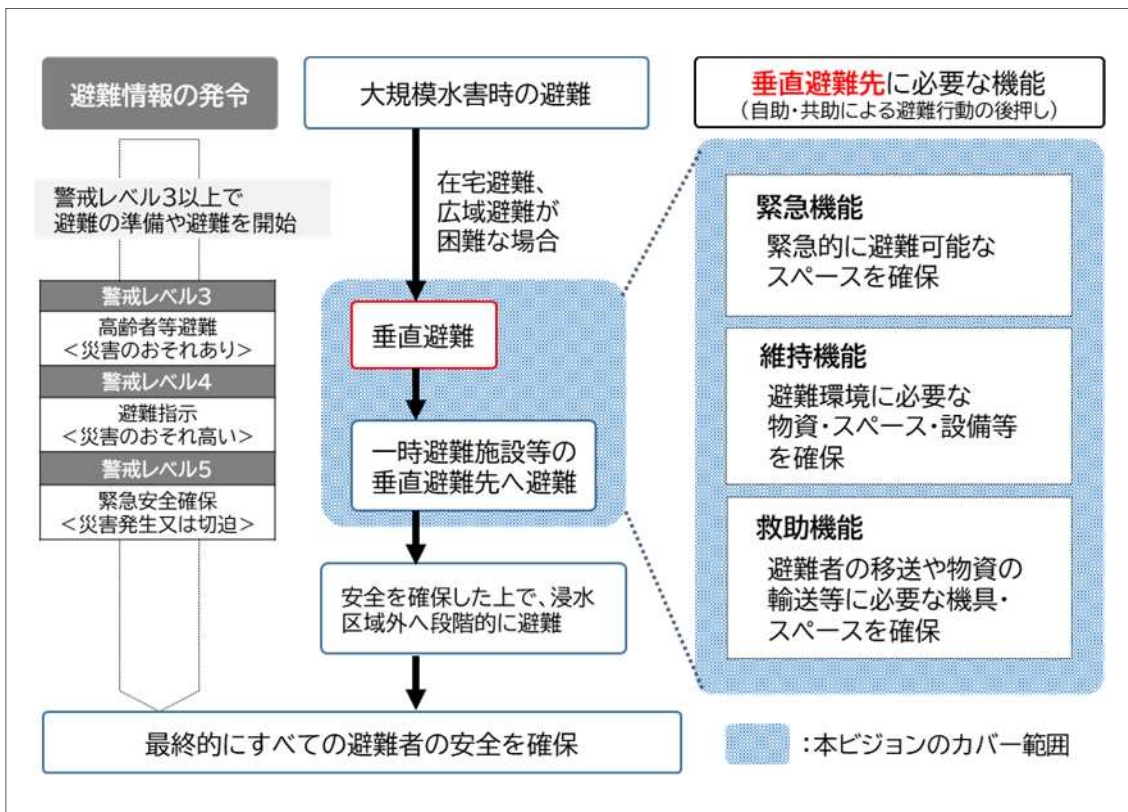 避難情報の発令
警戒レベル3以上で
避難の準備や避難を開始
警戒レベル3
高齢者等避難
<災害のおそれあり>
警戒レベル4
避難指示
<災害のおそれ高い>
警戒レベル5
緊急安全確保
<災害発生又は切迫>
大規模水害時の避難
在宅避難、
広域避難が
困難な場合
垂直避難
一時避難施設等の
垂直避難先へ避難
安全を確保した上で、浸水
区域外へ段階的に避難
最終的にすべての避難者の安全を確保
垂直避難先に必要な機能
(自助・共助による避難行動の後押し)
緊急機能
緊急的に避難可能な
スペースを確保
維持機能
避難環境に必要な
物資・スペース・設備等
を確保
救助機能
避難者の移送や物資の
輸送等に必要な機具・
スペースを確保
:本ビジョンのカバー範囲